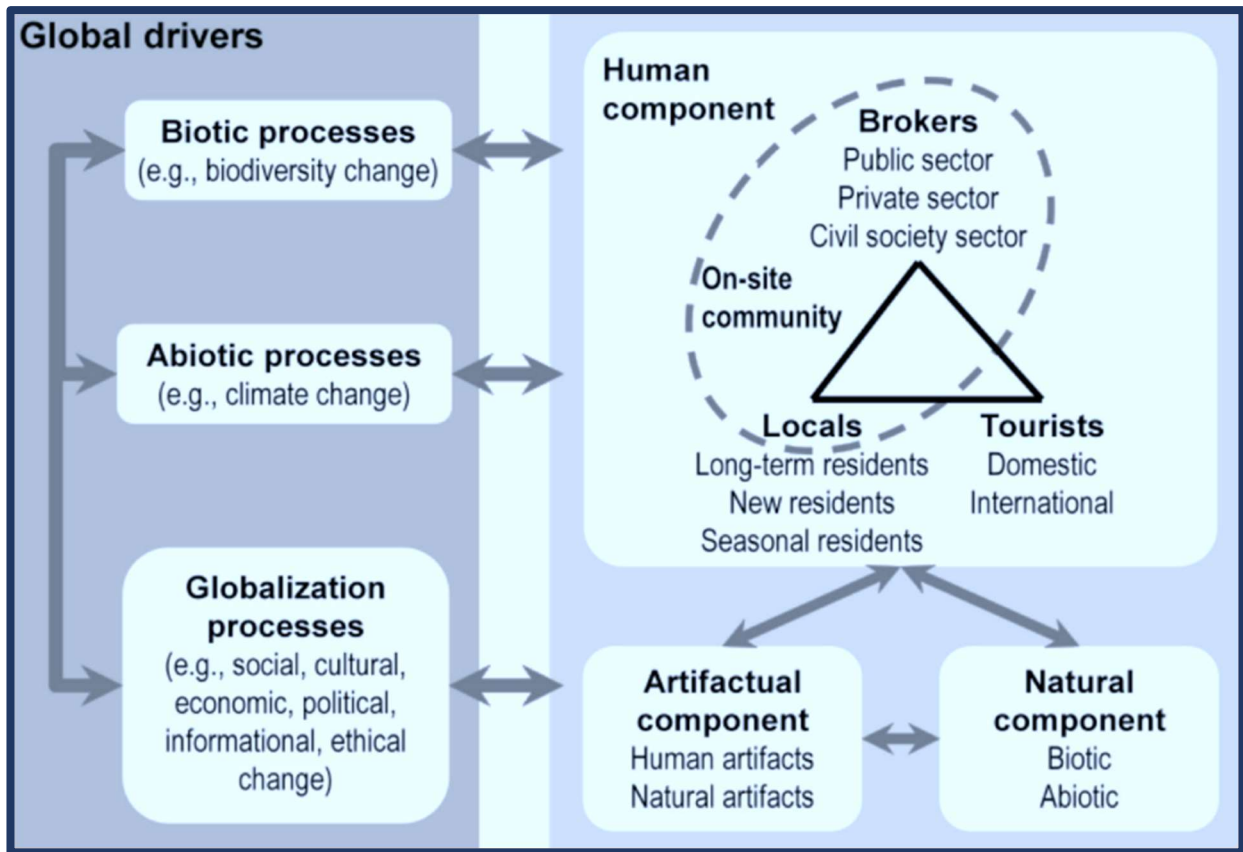 Global drivers
Biotic processes
(e.g., biodiversity change)
Abiotic processes
(e.g., climate change)
Globalization
processes
(e.g., social, cultural,
economic, political,
informational, ethical
change)
Human
component
Brokers
Public sector
Private sector
Civil society sector
On-site
community
Locals
Long-term residents
New residents
Seasonal residents
Tourists
Domestic
International
Artifactual
component
Human artifacts
Natural artifacts
Natural
component
Biotic
Abiotic